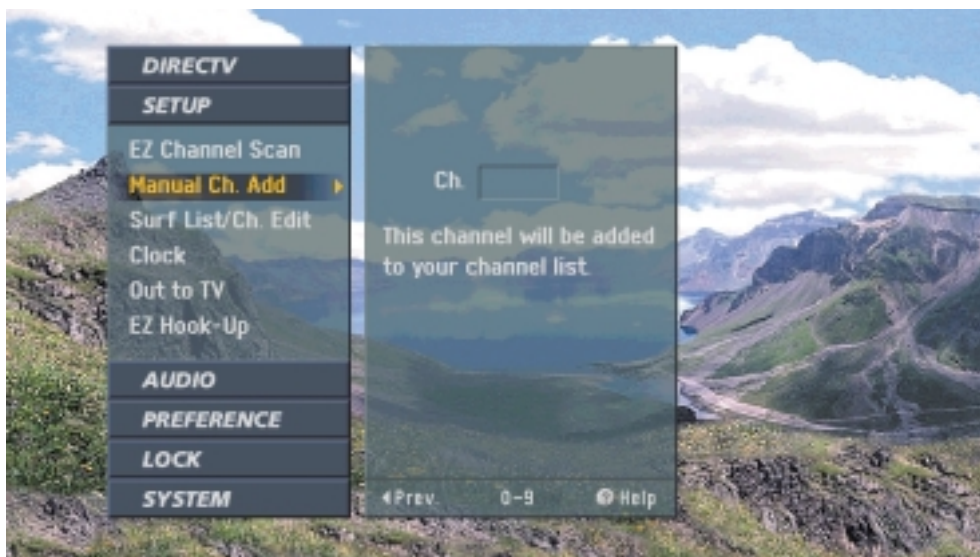 DIRECTV
SETUP
EZ Channel Scan
Manual Ch. Add
Surf List/Ch. Edit
Clock
Out to TV
EZ Hook-Up
AUDIO
PREFERENCE
LOCK
SYSTEM
Ch.
This channel will be added
to your channel list.
Prev. 0-9 ? Help